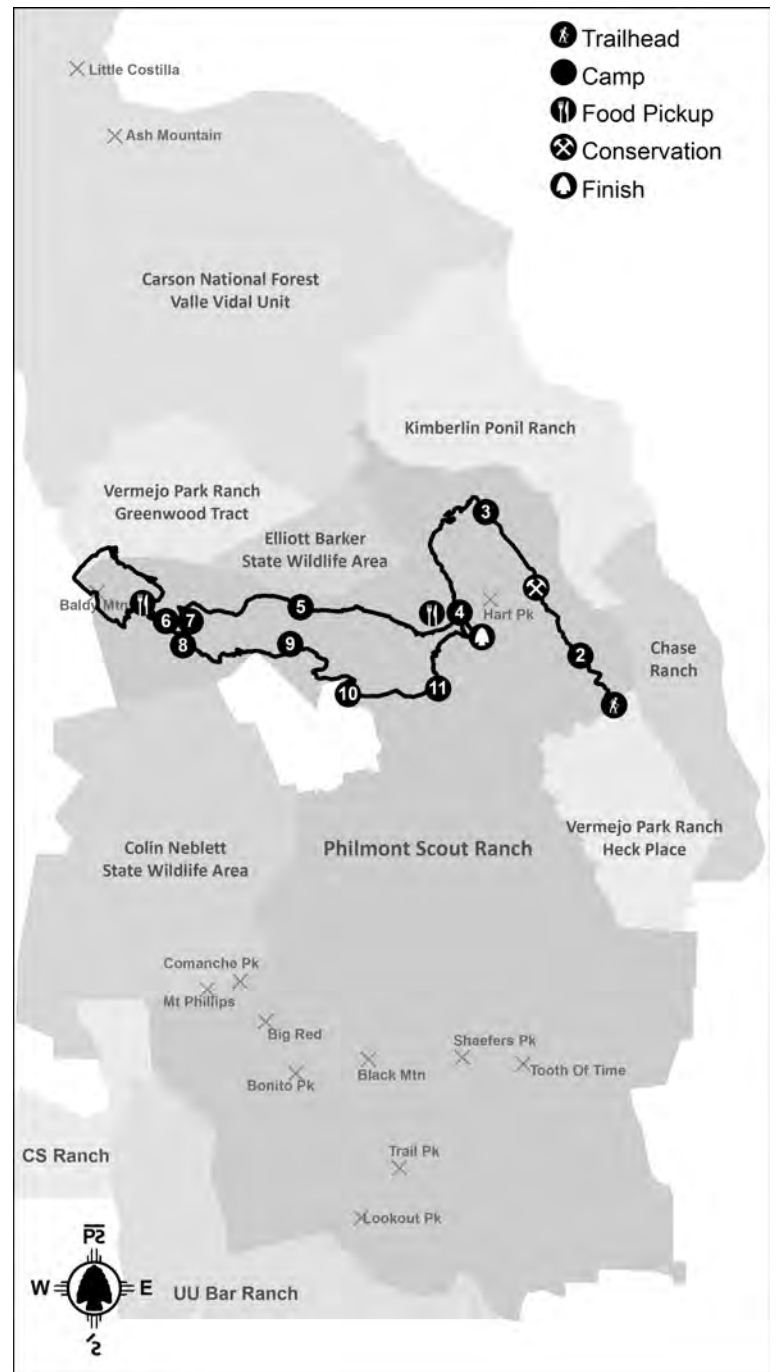 Trailhead
Camp
Food Pickup
Conservation
Finish
Little Costilla
Ash Mountain
Carson National Forest
Valle Vidal Unit
Kimberlin Ponil Ranch
Vermejo Park Ranch
Greenwood Tract
Elliott Barker
State Wildlife Area
3
Baldy Mtn
6
7
5
4
Hart Pk
8
9
2
Chase
Ranch
10
11
Colin Neblett
State Wildlife Area
Philmont Scout Ranch
Vermejo Park Ranch
Heck Place
Comanche Pk
Mt Phillips
Big Red
Bonito Pk
Black Mtn
Shaefers Pk
Tooth Of Time
Trail Pk
Lookout Pk
CS Ranch
W
E
UU Bar Ranch